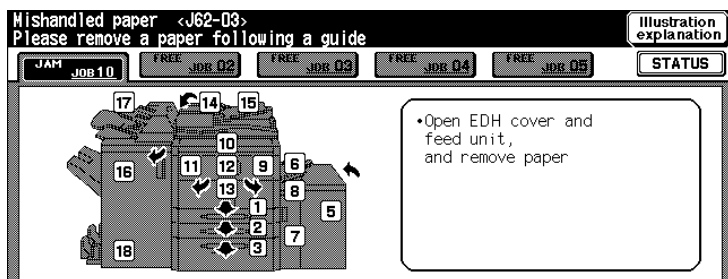 Mishandled paper <J62-03>
Please remove a paper following a guide
Illustration
explanation
JAM JOB 10
FREE JOB 02
FREE JOB 03
FREE JOB 04
FREE JOB 05
STATUS
17
14
15
10
16
11
12
9
6
13
8
1
5
2
7
3
18
•Open EDH cover and
feed unit,
and remove paper